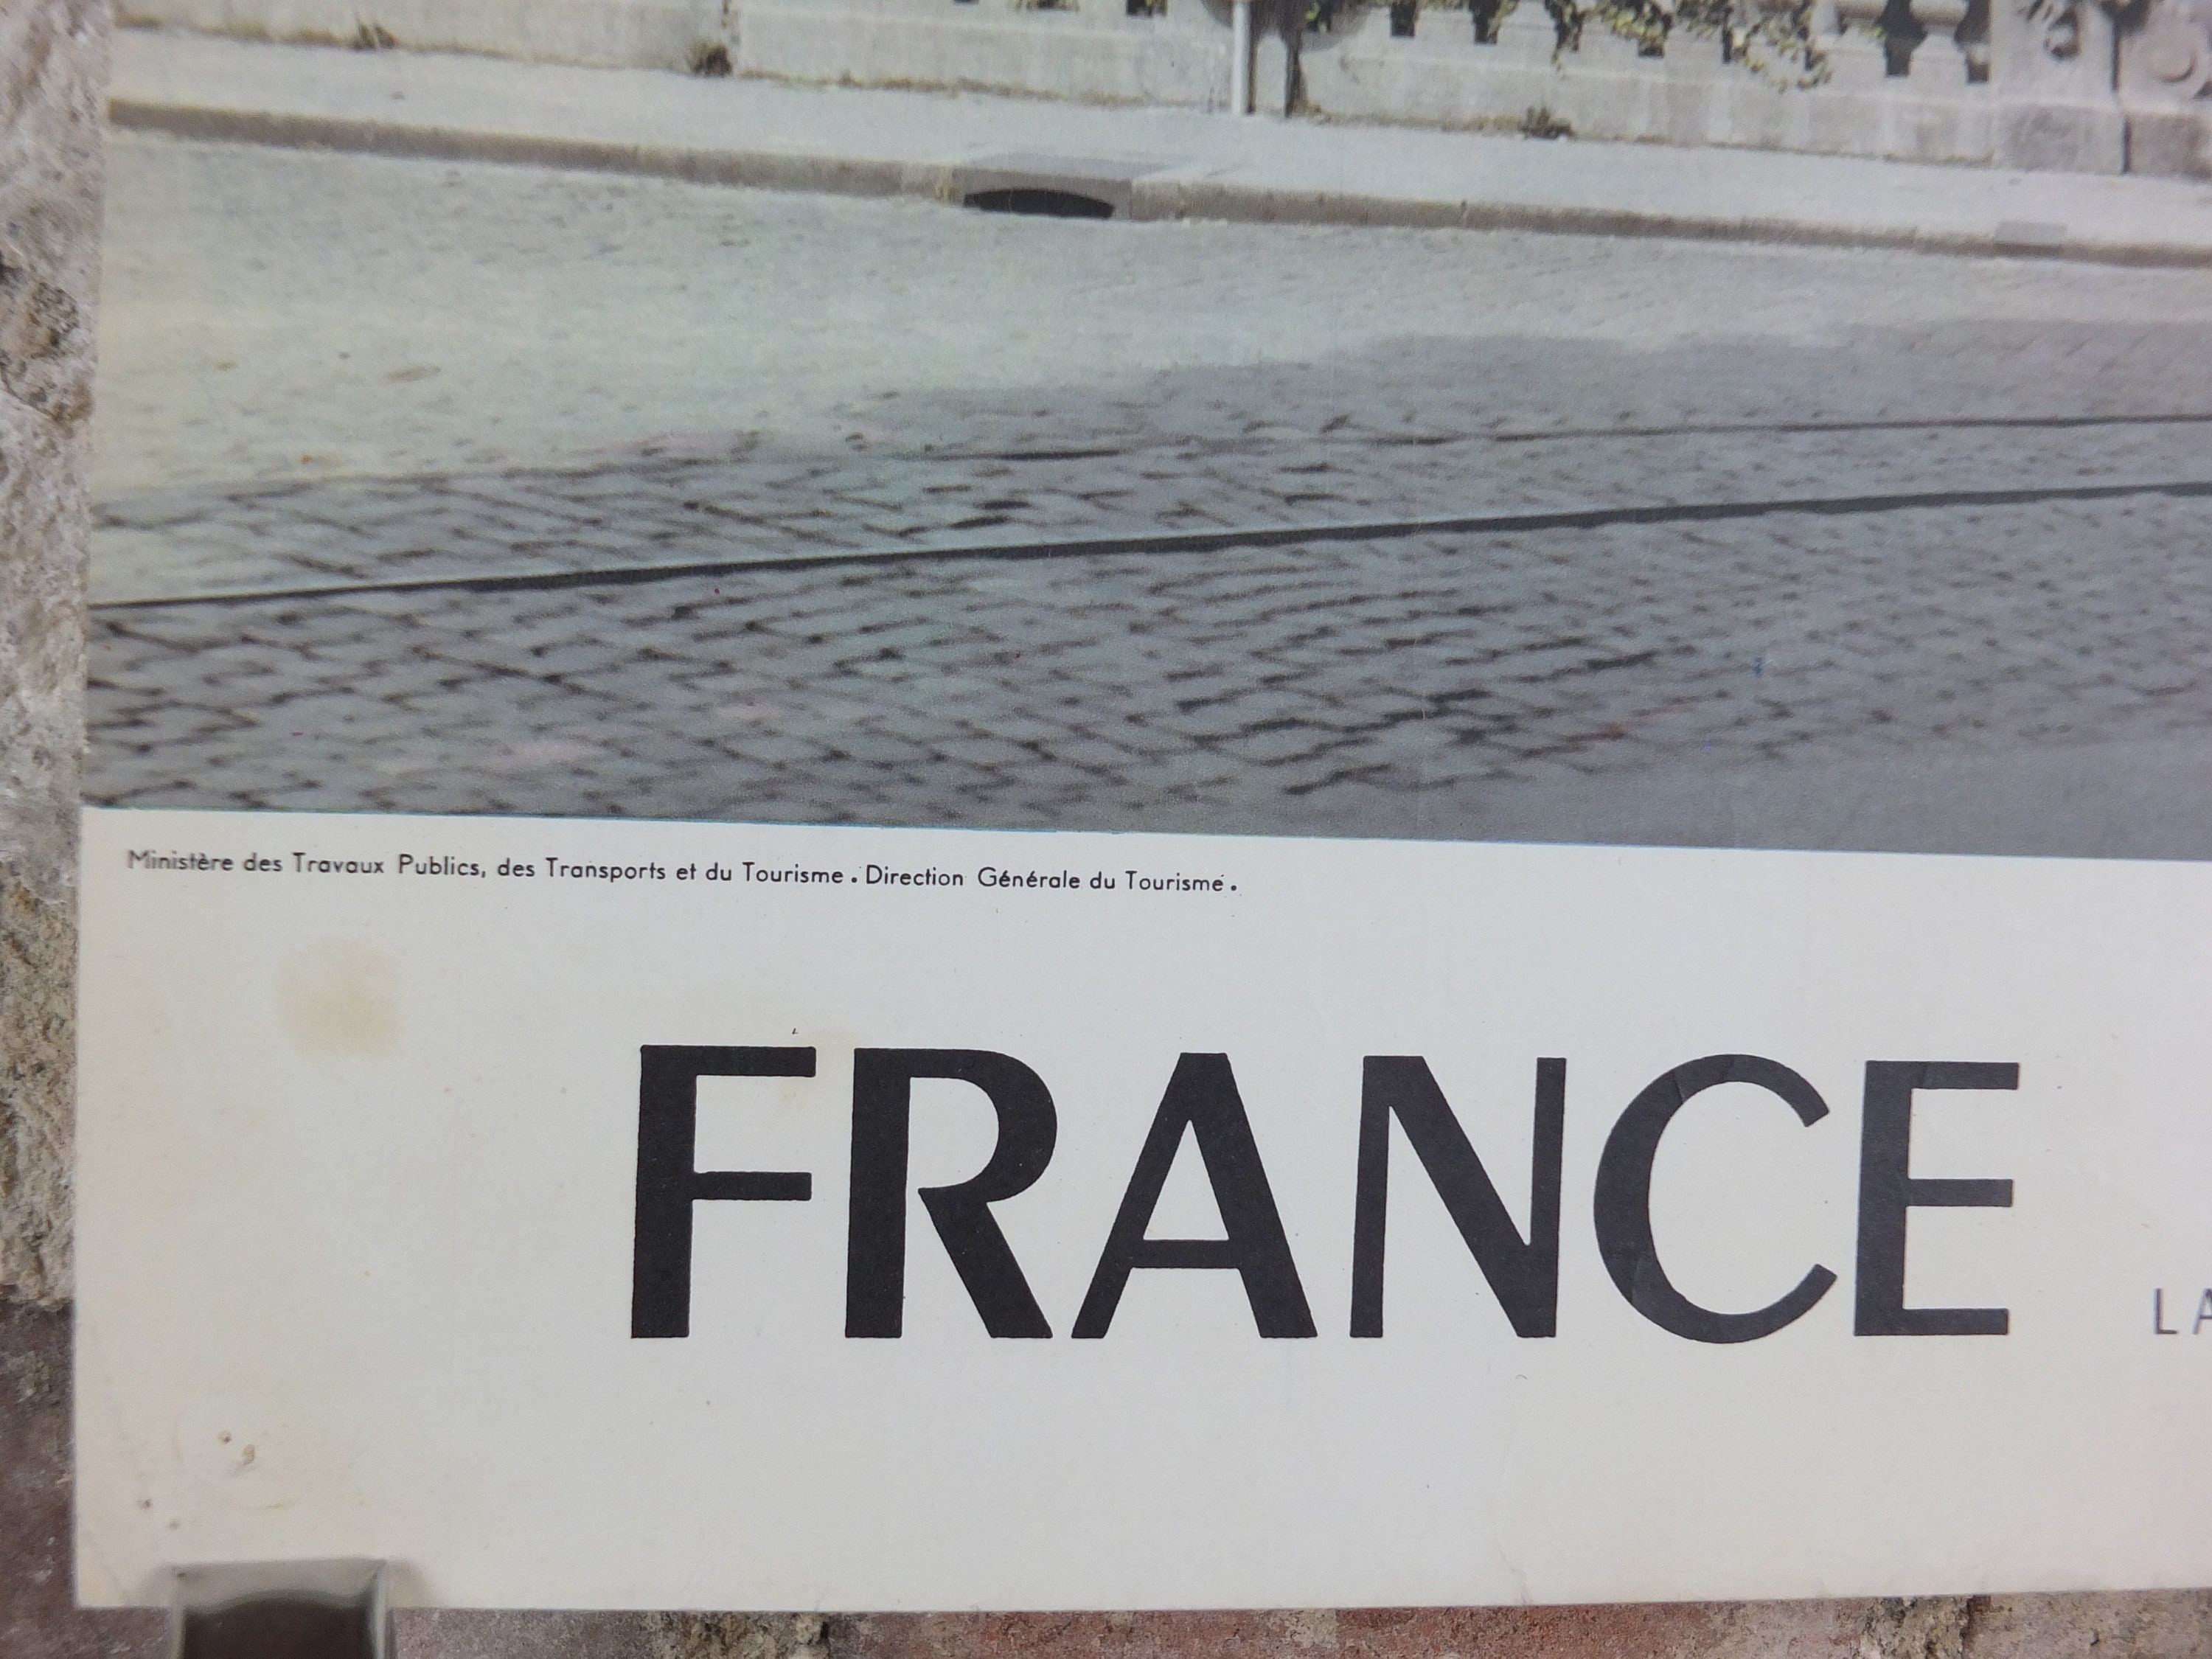 Ministère des Travaux Publics, des Transports et du Tourisme. Direction Générale du Tourisme.
FRANCE